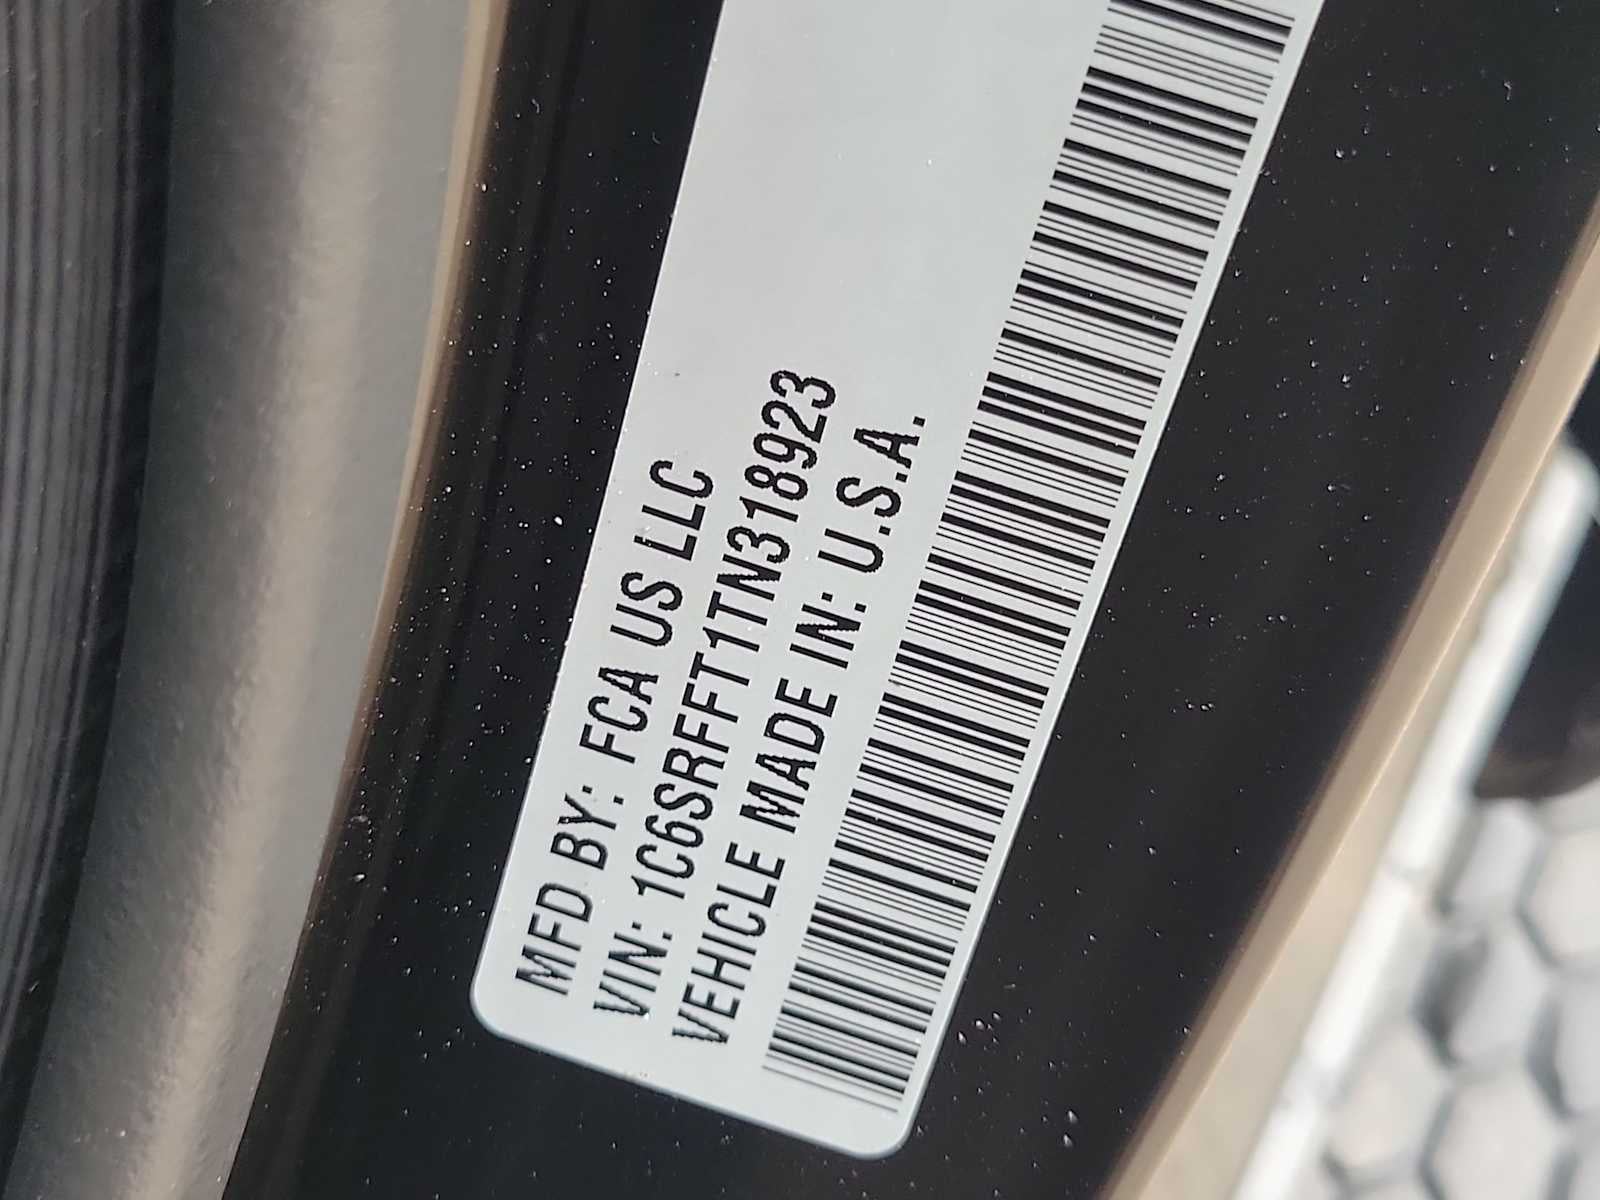 MFD BY: FCA US LLC
VIN: 1C6SRFFT1TN318923
VEHICLE MADE IN: U.S.A.